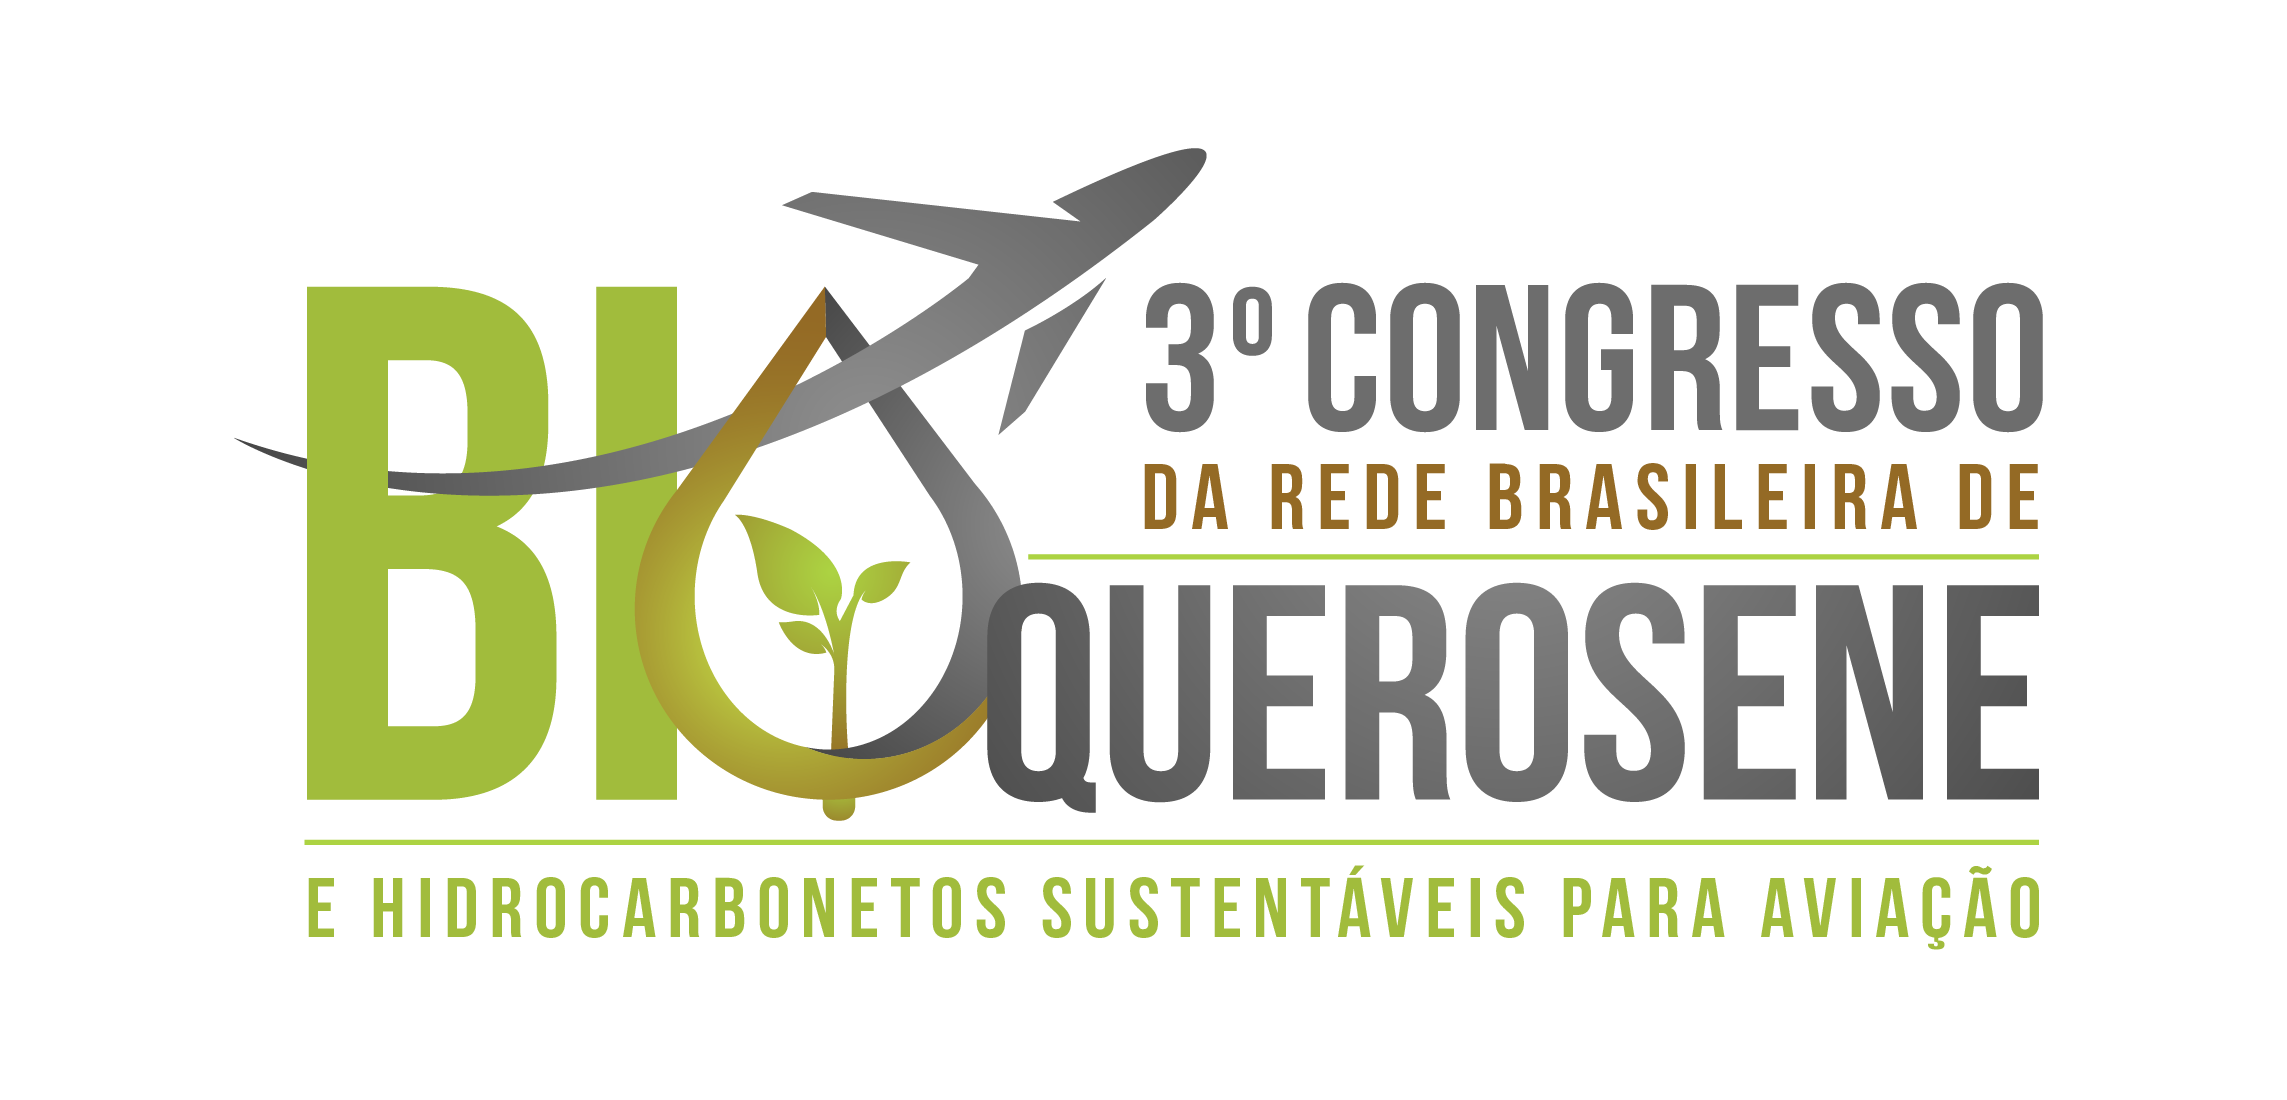 3º CONGRESSO
DA REDE BRASILEIRA DE
BIOQUEROSENE
E HIDROCARBONETOS SUSTENTÁVEIS PARA AVIAÇÃO